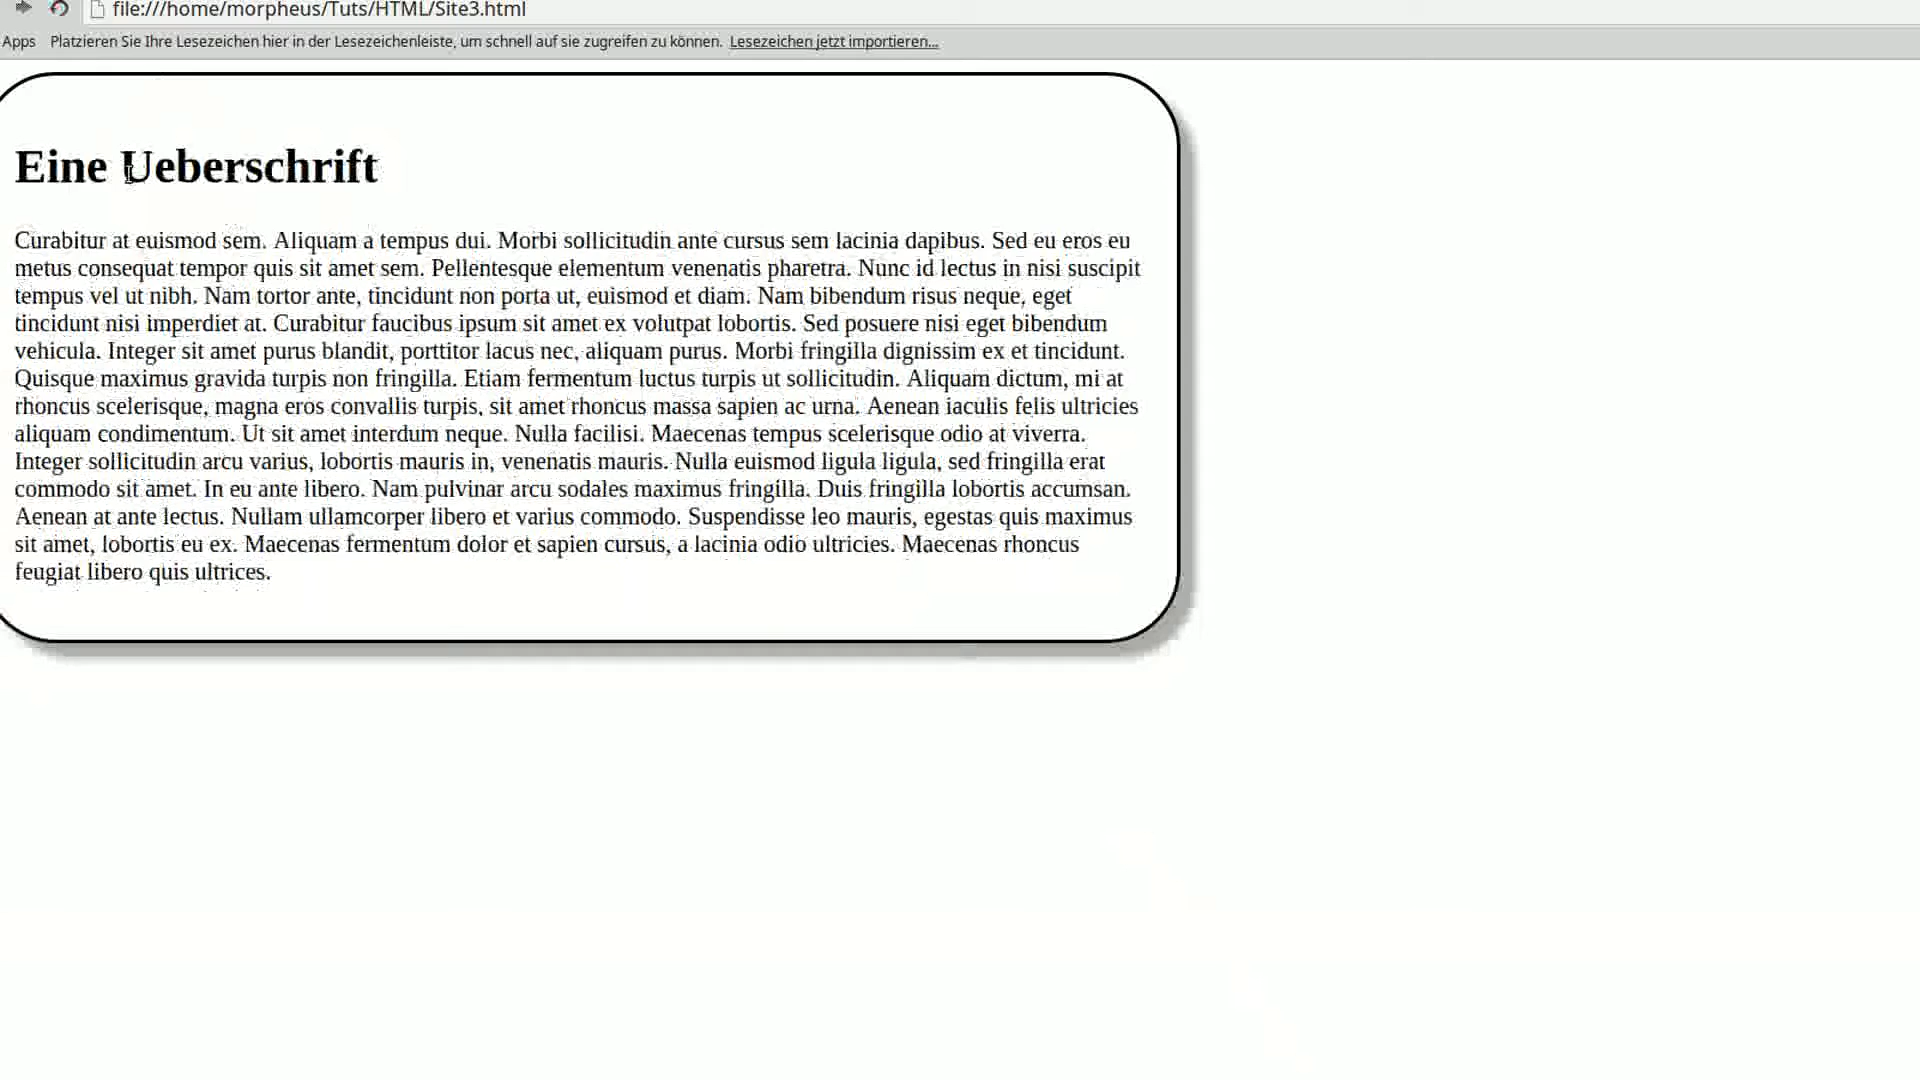 file:///home/morpheus/Tuts/HTML/Site3.html
Apps Platzieren Sie Ihre Lesezeichen hier in der Lesezeichenleiste, um schnell auf sie zugreifen zu können. Lesezeichen jetzt importieren...
Eine Ueberschrift
Curabitur at euismod sem. Aliquam a tempus dui. Morbi sollicitudin ante cursus sem lacinia dapibus. Sed eu eros eu
metus consequat tempor quis sit amet sem. Pellentesque elementum venenatis pharetra. Nunc id lectus in nisi suscipit
tempus vel ut nibh. Nam tortor ante, tincidunt non porta ut, euismod et diam. Nam bibendum risus neque, eget
tincidunt nisi imperdiet at. Curabitur faucibus ipsum sit amet ex volutpat lobortis. Sed posuere nisi eget bibendum
vehicula. Integer sit amet purus blandit, porttitor lacus nec, aliquam purus. Morbi fringilla dignissim ex et tincidunt.
Quisque maximus gravida turpis non fringilla. Etiam fermentum luctus turpis ut sollicitudin. Aliquam dictum, mi at
rhoncus scelerisque, magna eros convallis turpis, sit amet rhoncus massa sapien ac urna. Aenean iaculis felis ultricies
aliquam condimentum. Ut sit amet interdum neque. Nulla facilisi. Maecenas tempus scelerisque odio at viverra.
Integer sollicitudin arcu varius, lobortis mauris in, venenatis mauris. Nulla euismod ligula ligula, sed fringilla erat
commodo sit amet. In eu ante libero. Nam pulvinar arcu sodales maximus fringilla. Duis fringilla lobortis accumsan.
Aenean at ante lectus. Nullam ullamcorper libero et varius commodo. Suspendisse leo mauris, egestas quis maximus
sit amet, lobortis eu ex. Maecenas fermentum dolor et sapien cursus, a lacinia odio ultricies. Maecenas rhoncus
feugiat libero quis ultrices.